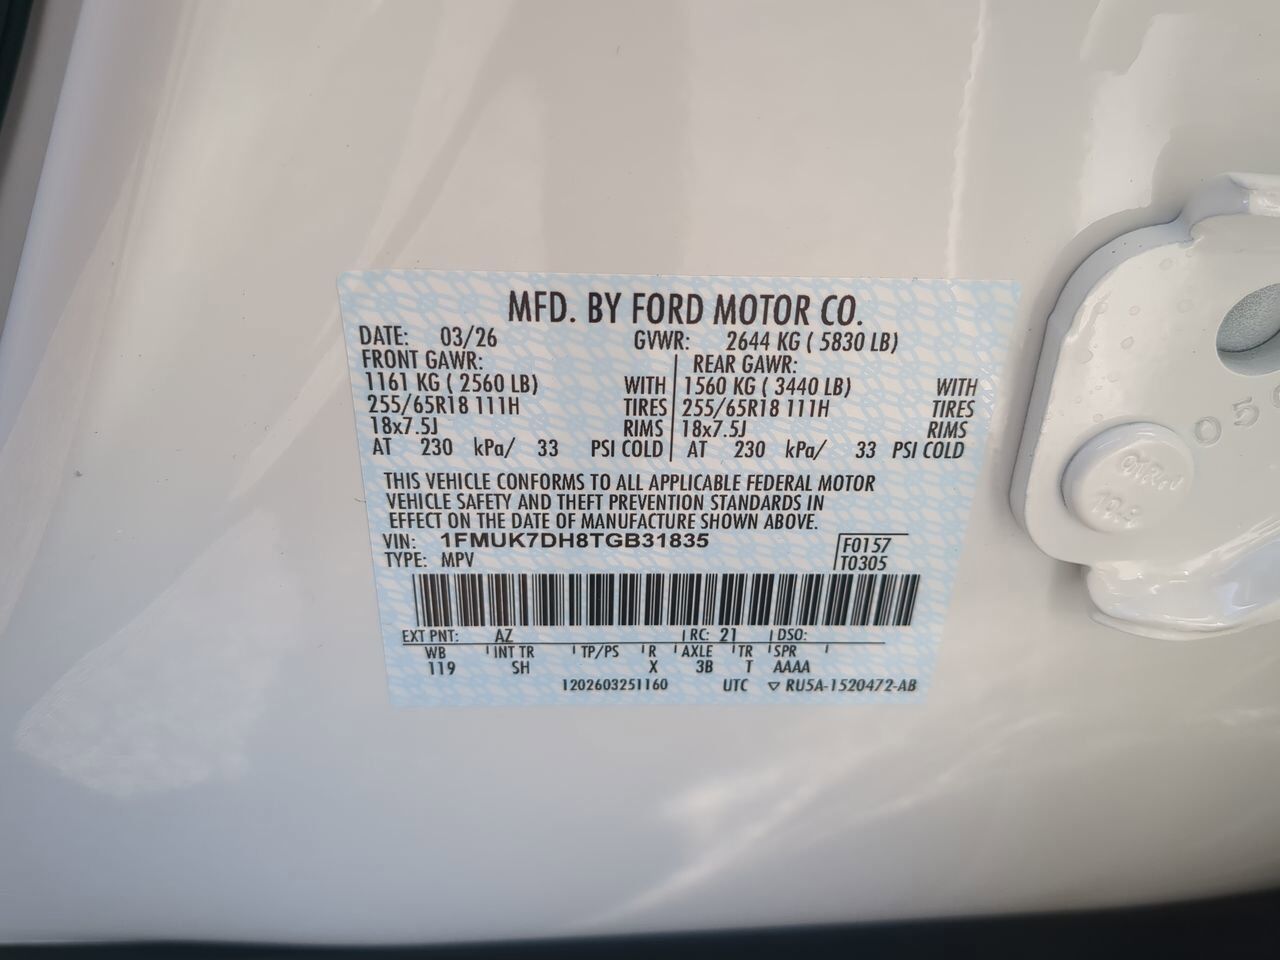 MFD. BY FORD MOTOR CO.
DATE: 03/26 GVWR: 2644 KG ( 5830 LB)
FRONT GAWR: REAR GAWR:
1161 KG ( 2560 LB) WITH 1560 KG ( 3440 LB) WITH
255/65R18 111H TIRES 255/65R18 111H TIRES
18x7.5J RIMS 18x7.5J RIMS
AT 230 kPa/ 33 PSI COLD AT 230 kPa/ 33 PSI COLD
THIS VEHICLE CONFORMS TO ALL APPLICABLE FEDERAL MOTOR
VEHICLE SAFETY AND THEFT PREVENTION STANDARDS IN
EFFECT ON THE DATE OF MANUFACTURE SHOWN ABOVE.
VIN: 1FMUK7DH8TGB31835 F0157
TYPE: MPV T0305
EXT PNT: AZ RC: 21 DSO:
WB INT TR TP/PS R AXLE TR SPR
119 SH X 3B T AAAA
1202603251160 UTC ▽ RU5A-1520472-AB